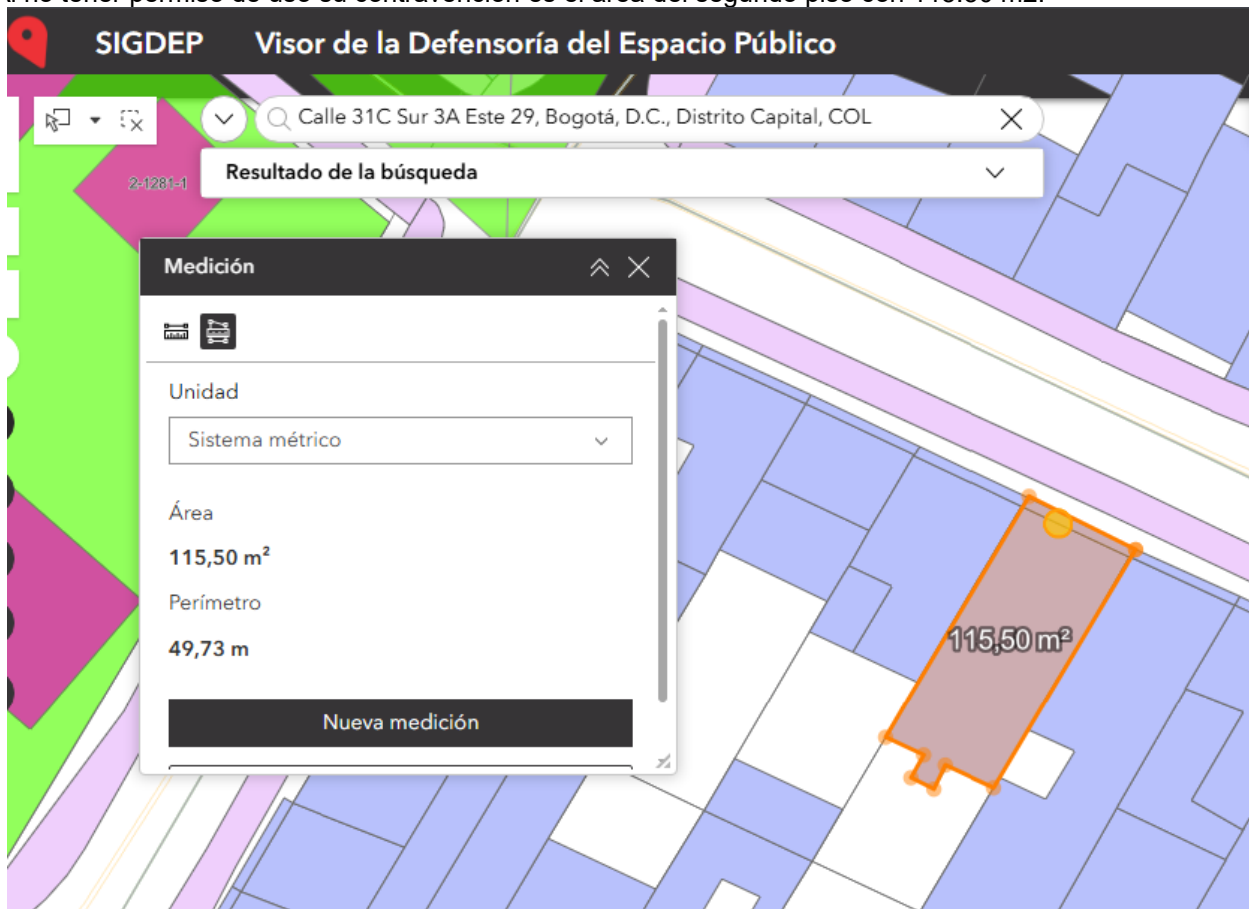 SIGDEP Visor de la Defensoría del Espacio Público
Calle 31C Sur 3A Este 29, Bogotá, D.C., Distrito Capital, COL
2-1281-1
Resultado de la búsqueda
Medición
Unidad
Sistema métrico
Área
115,50 m²
Perímetro
49,73 m
115,50 m²
Nueva medición